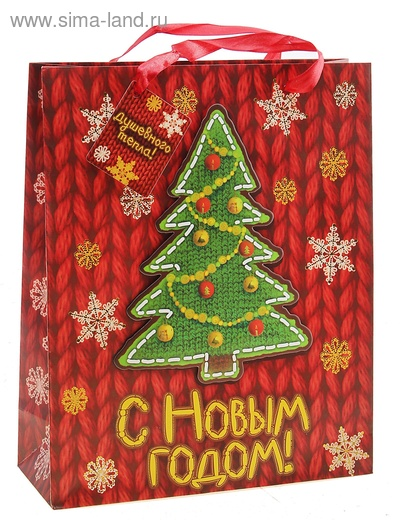 www.sima-land.ru
Душевного
тепла!
С Новым
годом!